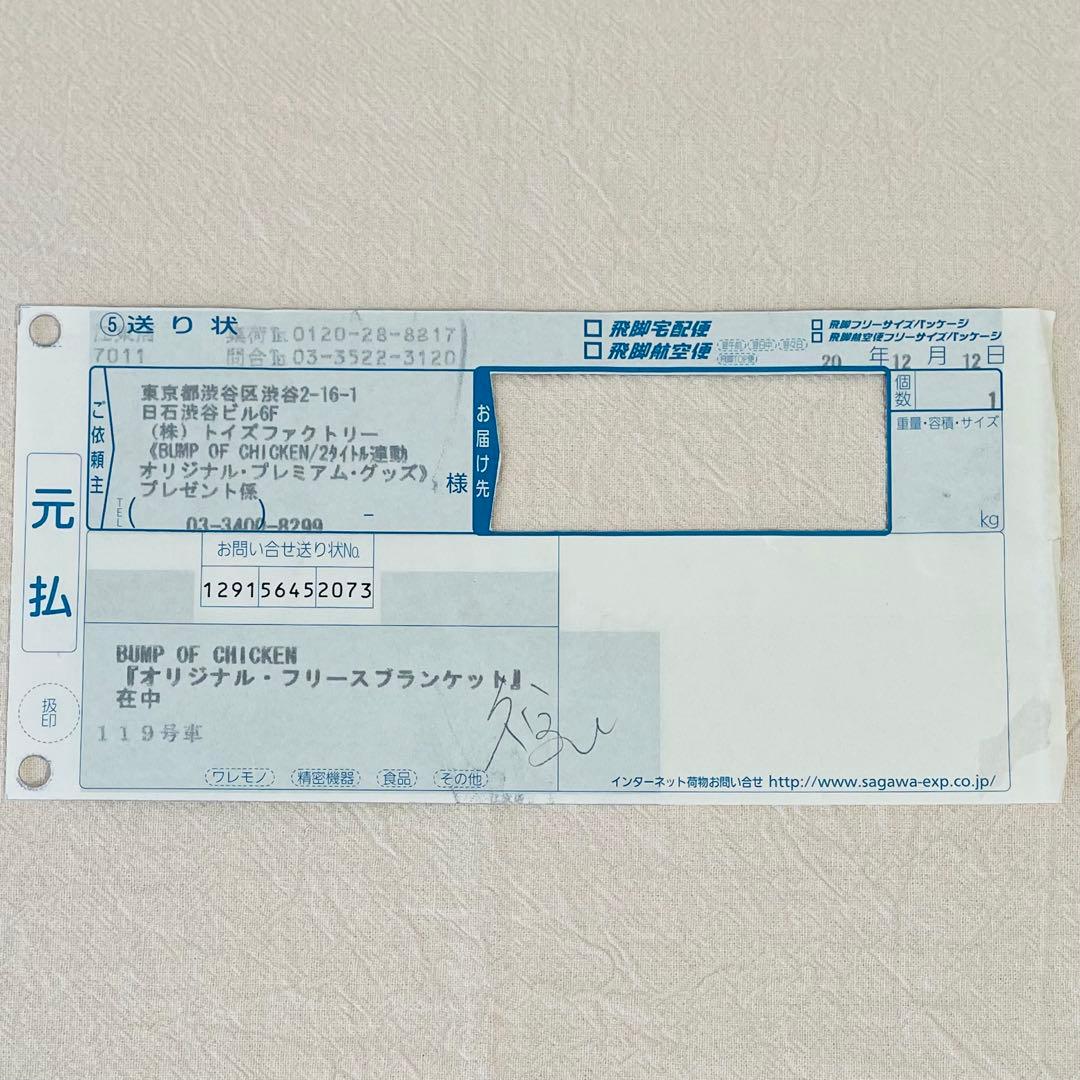 ⑤送り状
集荷℡0120-28-8817
7011
問合℡03-3522-3120
□ 飛脚宅配便
□ 飛脚航空便
□ 飛脚フリーサイズパッケージ
□ 飛脚航空便フリーサイズパッケージ
20 年12 月 12 日
ご依頼主
東京都渋谷区渋谷2-16-1
日石渋谷ビル6F
(株) トイズファクトリー
《BUMP OF CHICKEN/2タイトル連動
オリジナル・プレミアム・グッズ》
プレゼント係
様
TEL ( ) －
03-3400-8299
お届け先
個数
1
重量・容積・サイズ
kg
元払
お問い合せ送り状No.
1291 5645 2073
BUMP OF CHICKEN
『オリジナル・フリースブランケット』
在中
119号車
扱印
ワレモノ 精密機器 食品 その他
インターネット荷物お問い合せ http://www.sagawa-exp.co.jp/